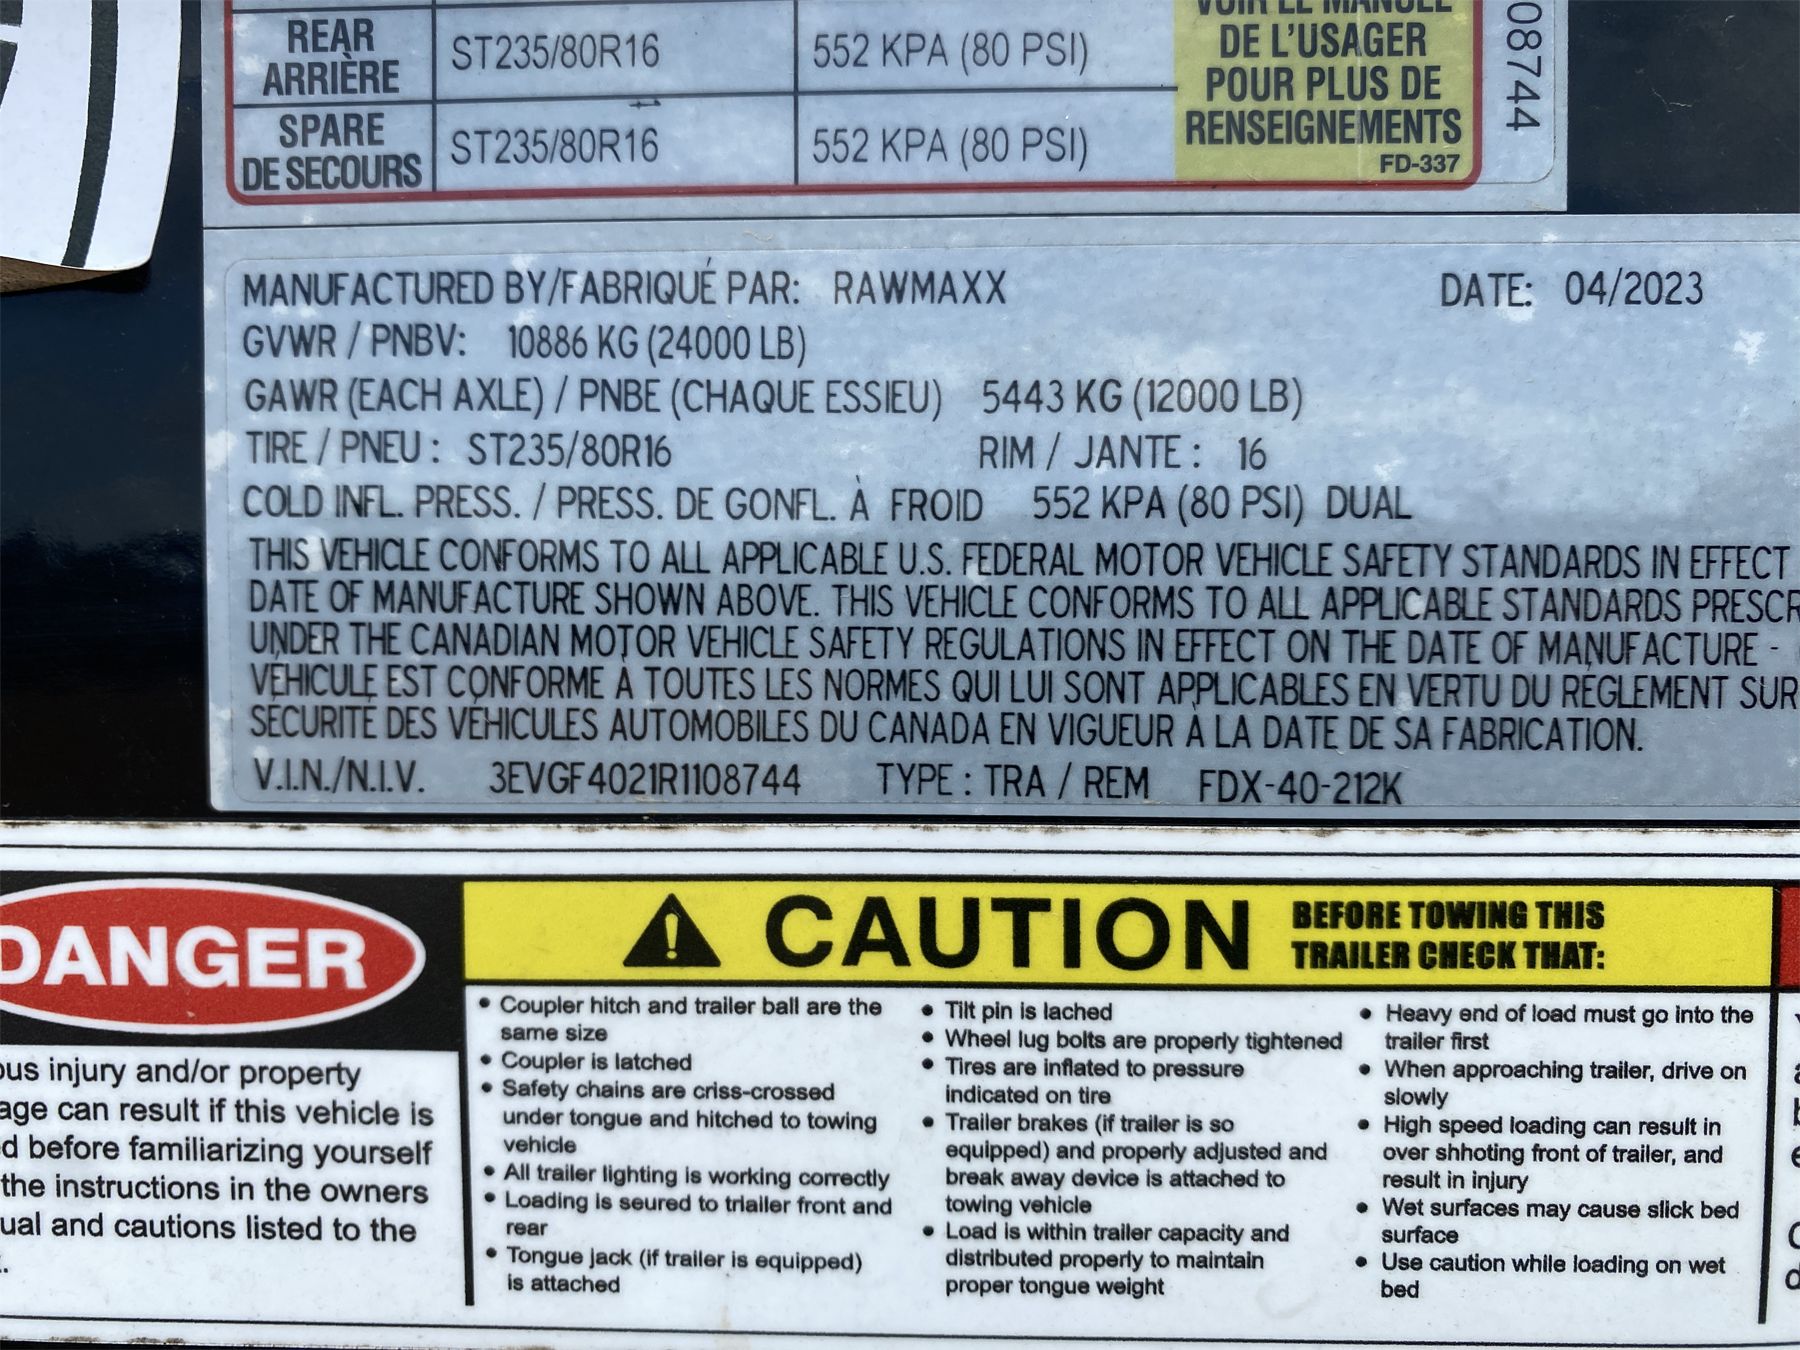 REAR
ARRIÈRE
ST235/80R16
552 KPA (80 PSI)
SPARE
DE SECOURS
ST235/80R16
552 KPA (80 PSI)
VOIR LE MANUEL
DE L'USAGER
POUR PLUS DE
RENSEIGNEMENTS
FD-337
08744
MANUFACTURED BY/FABRIQUÉ PAR: RAWMAXX DATE: 04/2023
GVWR / PNBV: 10886 KG (24000 LB)
GAWR (EACH AXLE) / PNBE (CHAQUE ESSIEU) 5443 KG (12000 LB)
TIRE / PNEU : ST235/80R16 RIM / JANTE : 16
COLD INFL. PRESS. / PRESS. DE GONFL. À FROID 552 KPA (80 PSI) DUAL
THIS VEHICLE CONFORMS TO ALL APPLICABLE U.S. FEDERAL MOTOR VEHICLE SAFETY STANDARDS IN EFFECT
DATE OF MANUFACTURE SHOWN ABOVE. THIS VEHICLE CONFORMS TO ALL APPLICABLE STANDARDS PRESCR
UNDER THE CANADIAN MOTOR VEHICLE SAFETY REGULATIONS IN EFFECT ON THE DATE OF MANUFACTURE -
VÉHICULE EST CONFORME À TOUTES LES NORMES QUI LUI SONT APPLICABLES EN VERTU DU RÉGLEMENT SUR
SÉCURITÉ DES VÉHICULES AUTOMOBILES DU CANADA EN VIGUEUR À LA DATE DE SA FABRICATION.
V.I.N./N.I.V. 3EVGF4021R1108744 TYPE : TRA / REM FDX-40-212K
DANGER
ous injury and/or property
age can result if this vehicle is
d before familiarizing yourself
the instructions in the owners
ual and cautions listed to the
CAUTION
BEFORE TOWING THIS
TRAILER CHECK THAT:
• Coupler hitch and trailer ball are the
same size
• Coupler is latched
• Safety chains are criss-crossed
under tongue and hitched to towing
vehicle
• All trailer lighting is working correctly
• Loading is seured to trlailer front and
rear
• Tongue jack (if trailer is equipped)
is attached
• Tilt pin is lached
• Wheel lug bolts are properly tightened
• Tires are inflated to pressure
indicated on tire
• Trailer brakes (if trailer is so
equipped) and properly adjusted and
break away device is attached to
towing vehicle
• Load is within trailer capacity and
distributed properly to maintain
proper tongue weight
• Heavy end of load must go into the
trailer first
• When approaching trailer, drive on
slowly
• High speed loading can result in
over shhoting front of trailer, and
result in injury
• Wet surfaces may cause slick bed
surface
• Use caution while loading on wet
bed